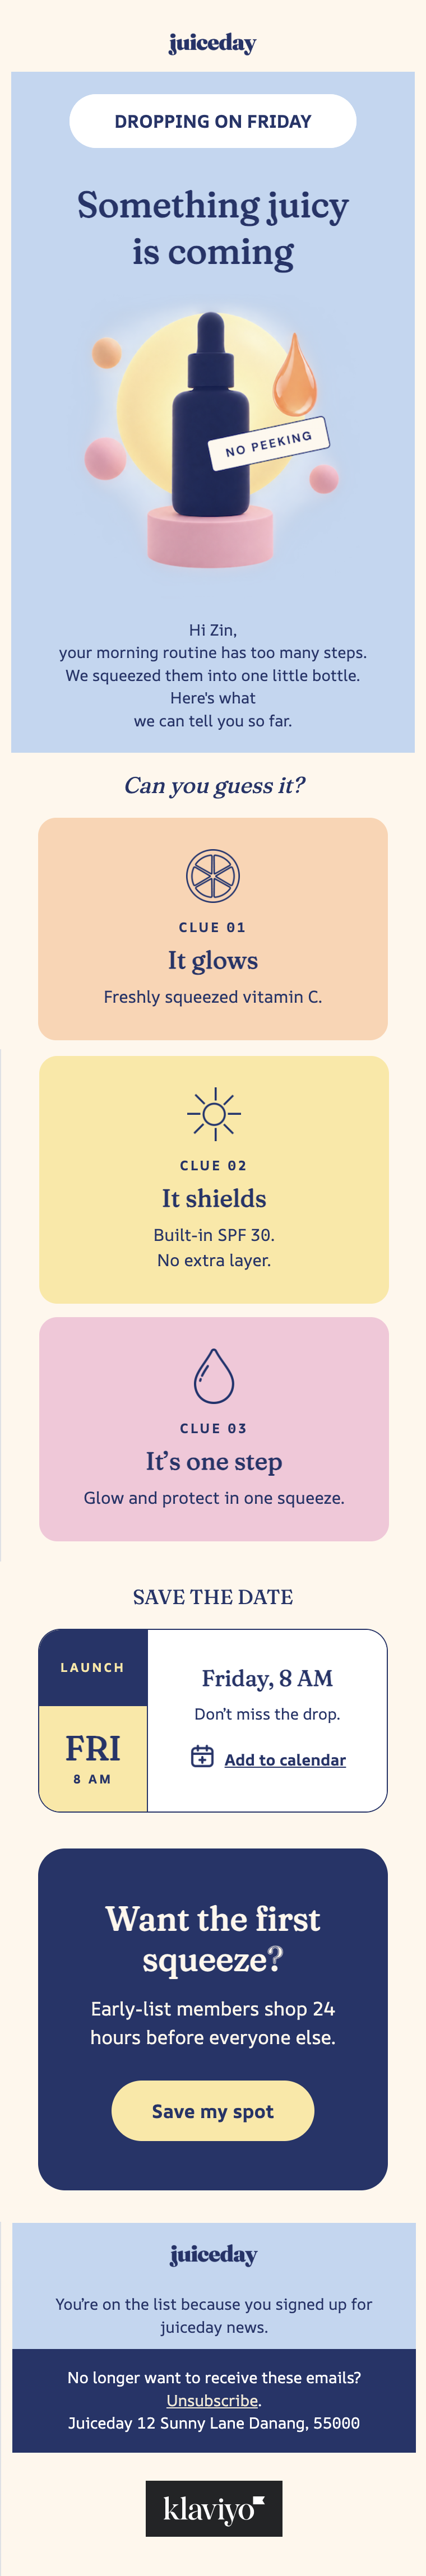 juiceday
DROPPING ON FRIDAY
Something juicy
is coming
NO PEEKING
Hi Zin,
your morning routine has too many steps.
We squeezed them into one little bottle.
Here's what
we can tell you so far.
Can you guess it?
CLUE 01
It glows
Freshly squeezed vitamin C.
CLUE 02
It shields
Built-in SPF 30.
No extra layer.
CLUE 03
It’s one step
Glow and protect in one squeeze.
SAVE THE DATE
LAUNCH
FRI
8 AM
Friday, 8 AM
Don’t miss the drop.
Add to calendar
Want the first
squeeze?
Early-list members shop 24
hours before everyone else.
Save my spot
juiceday
You’re on the list because you signed up for
juiceday news.
No longer want to receive these emails?
Unsubscribe.
Juiceday 12 Sunny Lane Danang, 55000
klaviyo